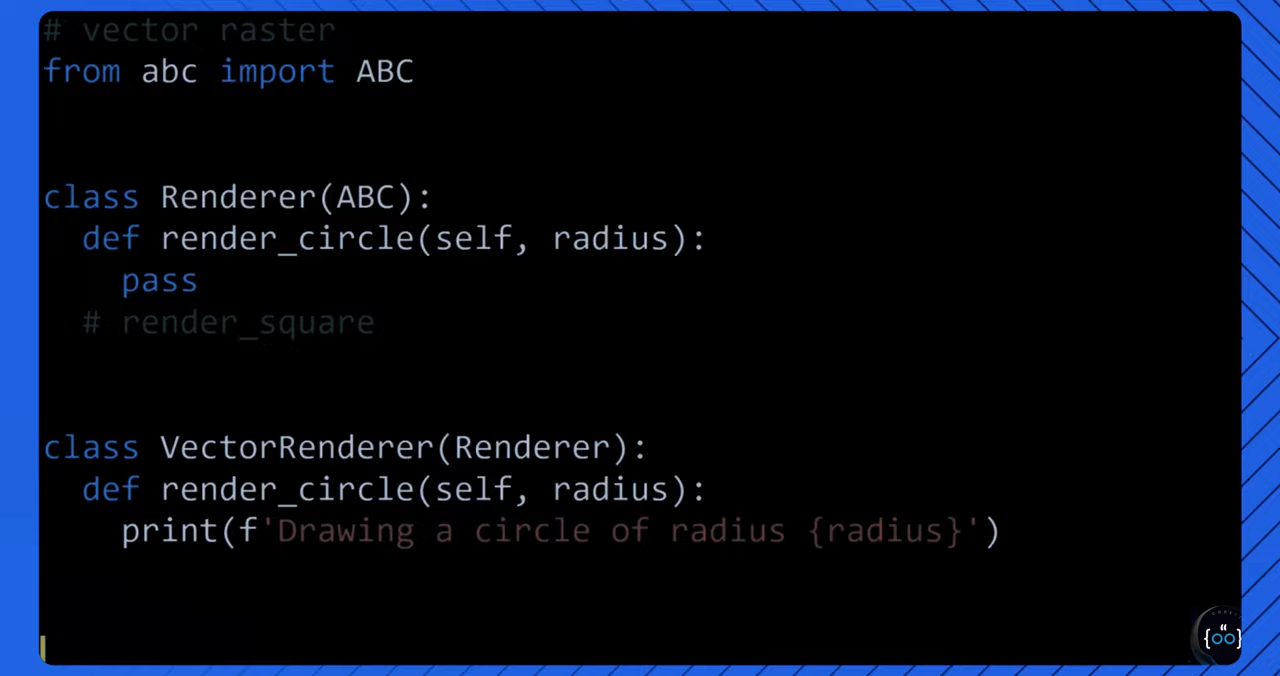 # vector raster
from abc import ABC
class Renderer(ABC):
def render_circle(self, radius):
pass
# render_square
class VectorRenderer(Renderer):
def render_circle(self, radius):
print(f'Drawing a circle of radius {radius}')